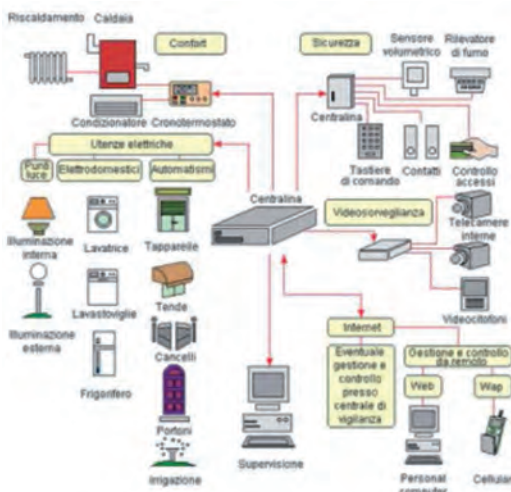 Riscaldamento
Caldaia
Confort
Condizionatore
Cronotermostato
Sicurezza
Sensore
volumetrico
Rilevatore
di fumo
Centralina
Tastiere
di comando
Contatti
Controllo
accessi
Utenze elettriche
Punti
luce
Elettrodomestici
Automatismi
Illuminazione
interna
Lavatrice
Tapparelle
Centralina
Videosorveglianza
Telecamere
interne
Videocitofoni
Illuminazione
esterna
Lavastoviglie
Tende
Frigorifero
Cancelli
Portoni
Irrigazione
Supervisione
Internet
Eventuale
gestione e
controllo
presso
centrale di
vigilanza
Gestione e controllo
da remoto
Web
Wap
Personal
computer
Cellular